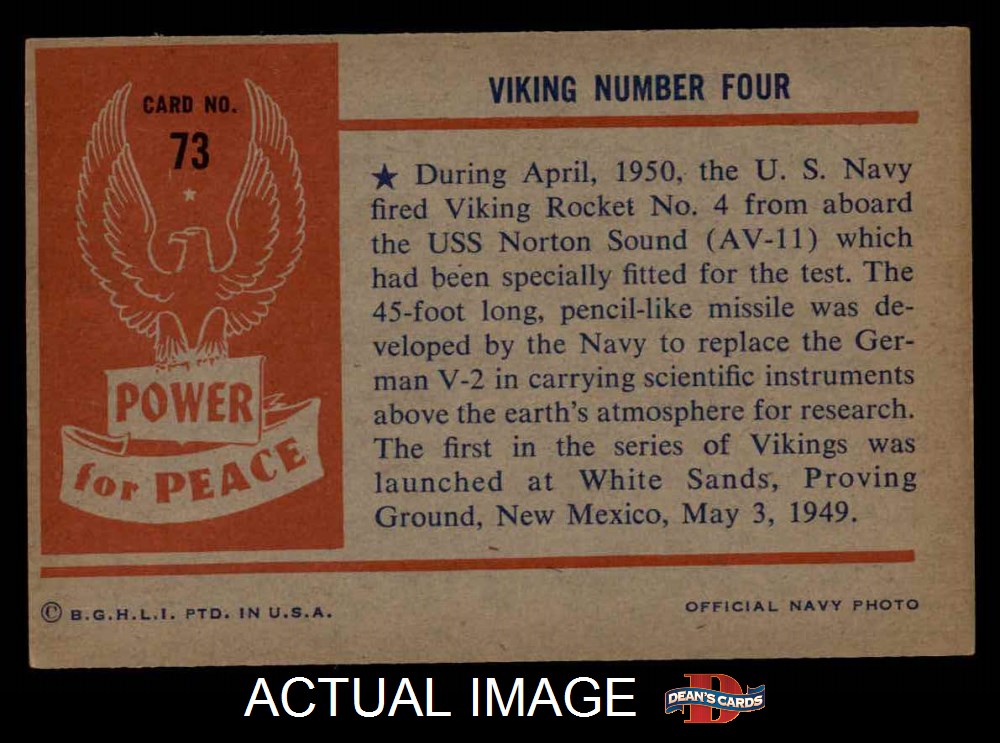 CARD NO.
73
POWER
for PEACE
VIKING NUMBER FOUR
★ During April, 1950, the U. S. Navy
fired Viking Rocket No. 4 from aboard
the USS Norton Sound (AV-11) which
had been specially fitted for the test. The
45-foot long, pencil-like missile was de-
veloped by the Navy to replace the Ger-
man V-2 in carrying scientific instruments
above the earth's atmosphere for research.
The first in the series of Vikings was
launched at White Sands, Proving
Ground, New Mexico, May 3, 1949.
© B.G.H.L.I. PTD. IN U.S.A.
OFFICIAL NAVY PHOTO
ACTUAL IMAGE
D
DEAN'S CARDS